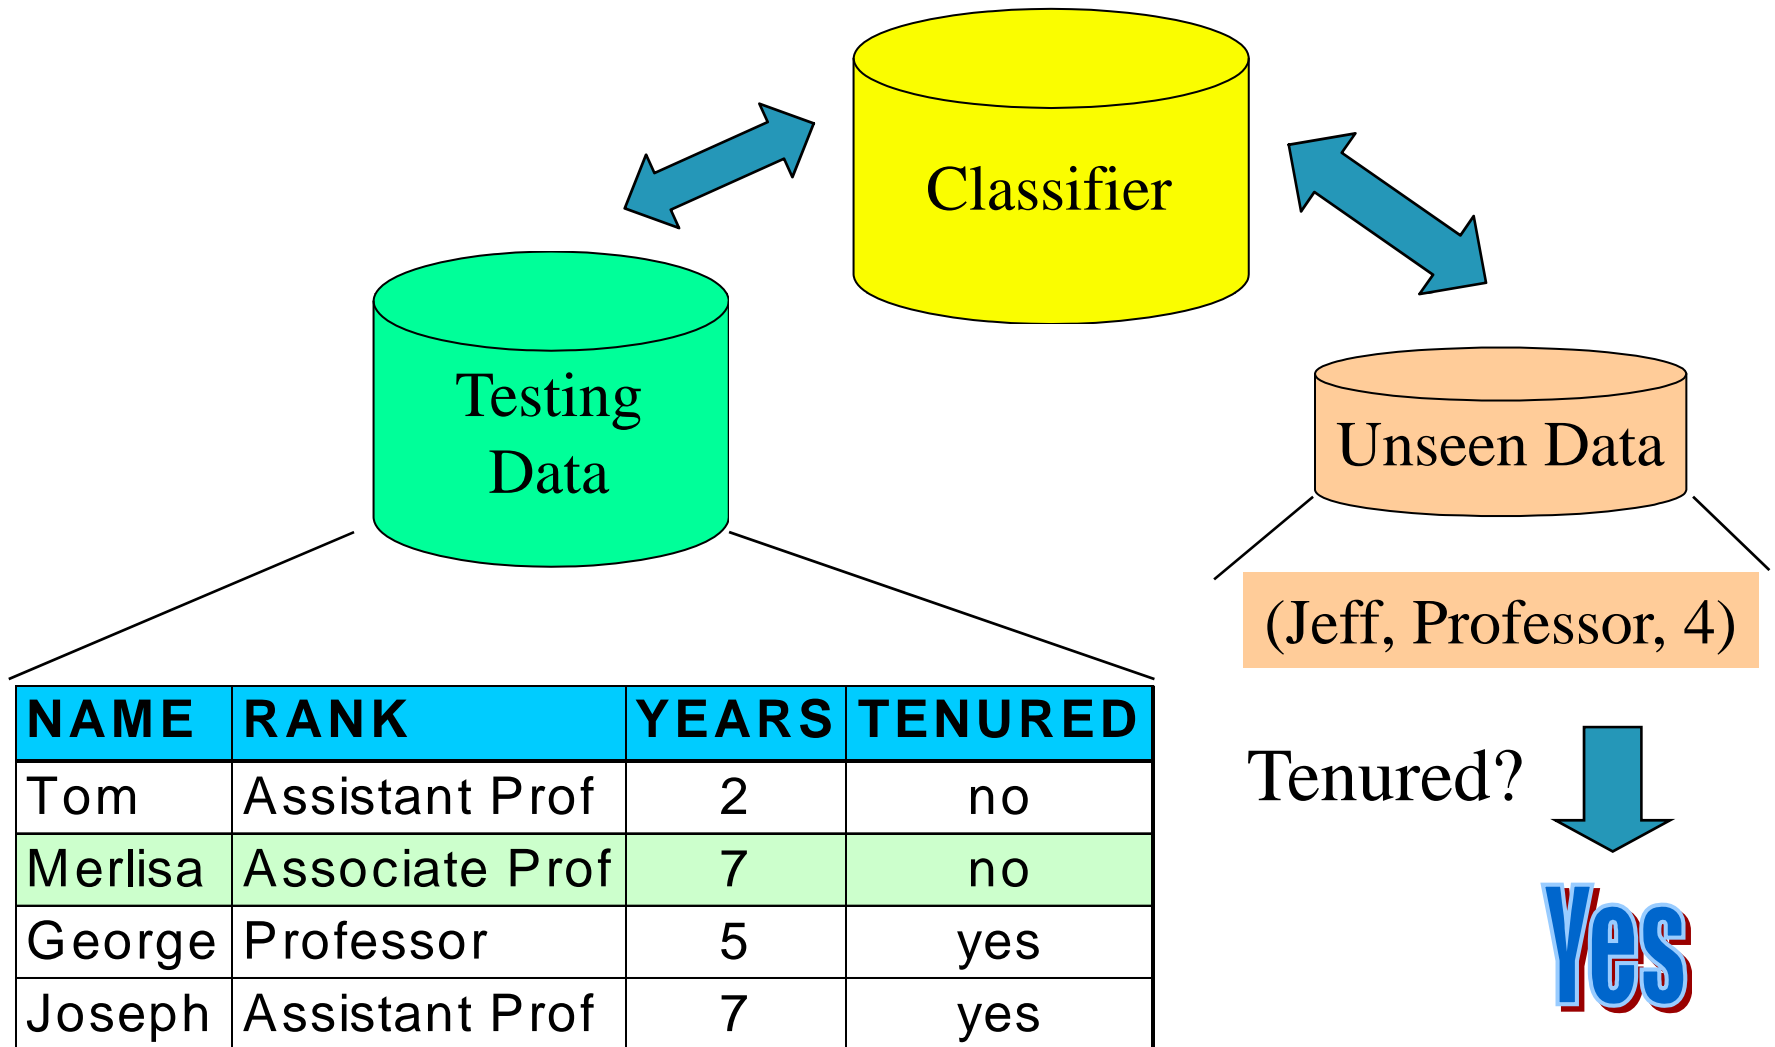 Classifier
Testing
Data
Unseen Data
(Jeff, Professor, 4)
NAME RANK YEARS TENURED
Tom Assistant Prof 2 no
Merlisa Associate Prof 7 no
George Professor 5 yes
Joseph Assistant Prof 7 yes
Tenured?
Yes